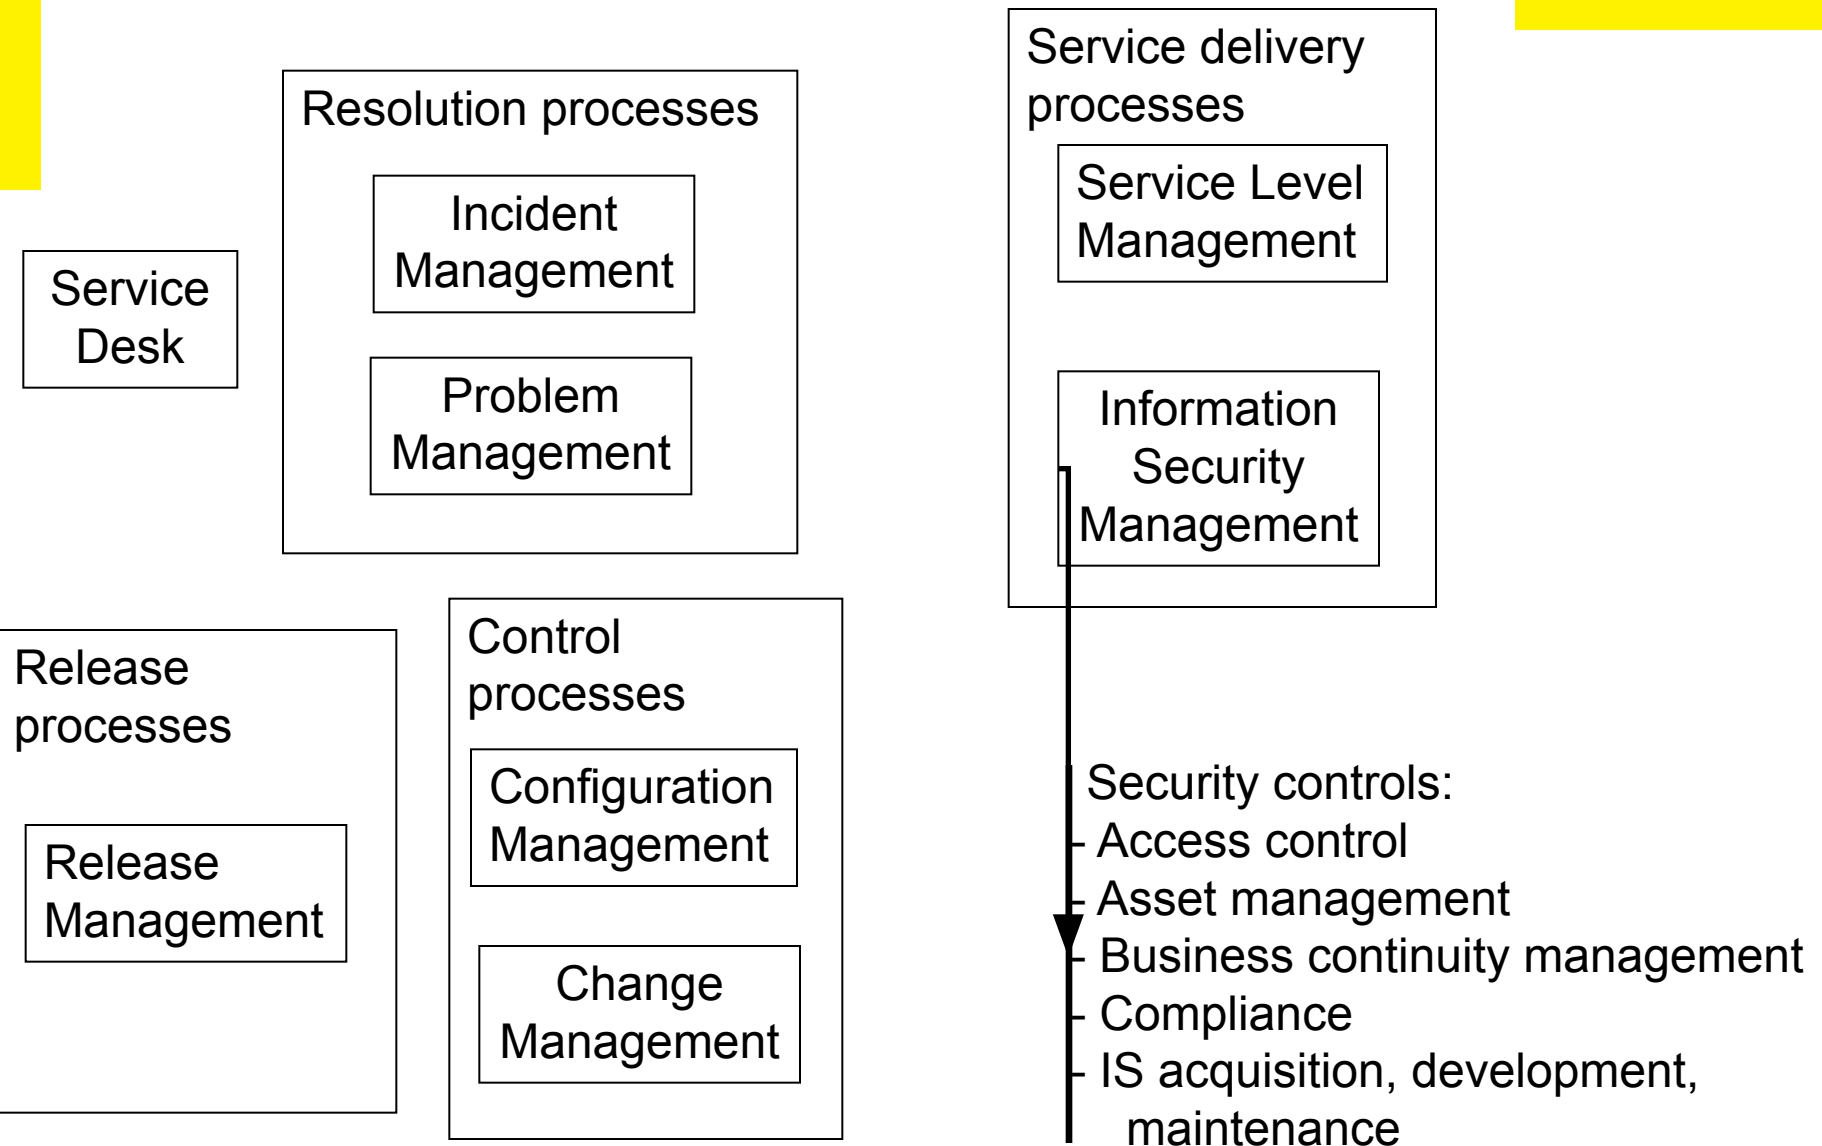 Service delivery
processes
Resolution processes
Service Level
Management
Incident
Management
Service
Desk
Problem
Management
Information
Security
Management
Control
processes
Release
processes
Configuration
Management
Release
Management
Change
Management
Security controls:
- Access control
- Asset management
- Business continuity management
- Compliance
- IS acquisition, development,
maintenance